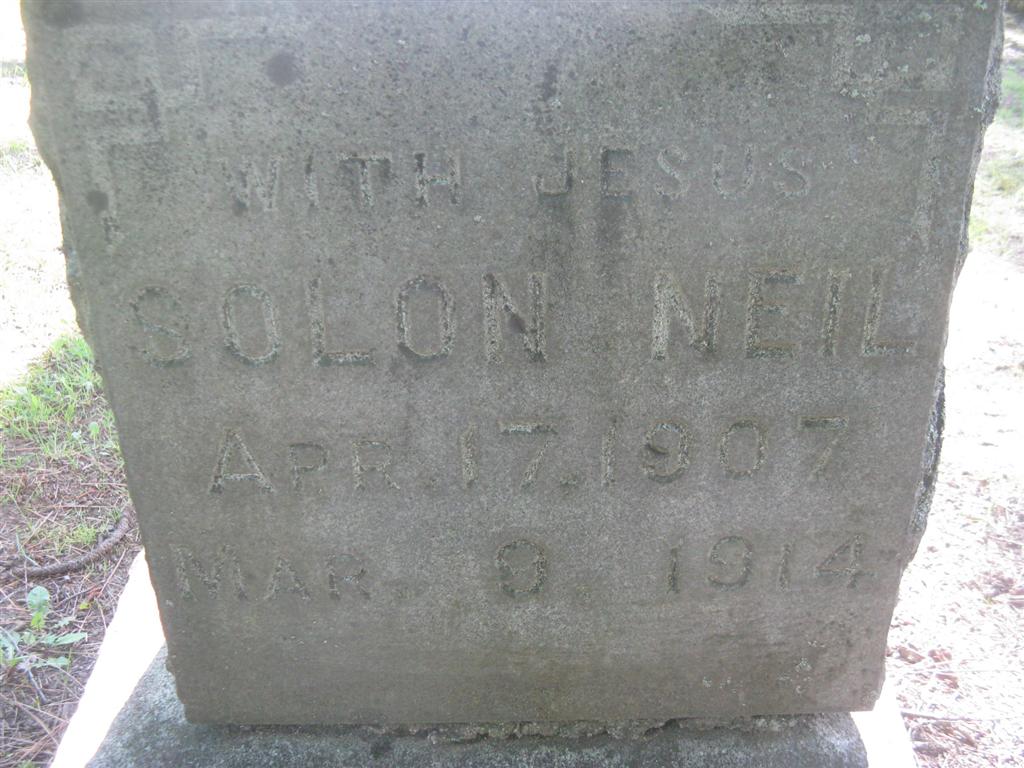 WITH JESUS
SOLON NEIL
APR. 17, 1907
MAR. 9, 1914